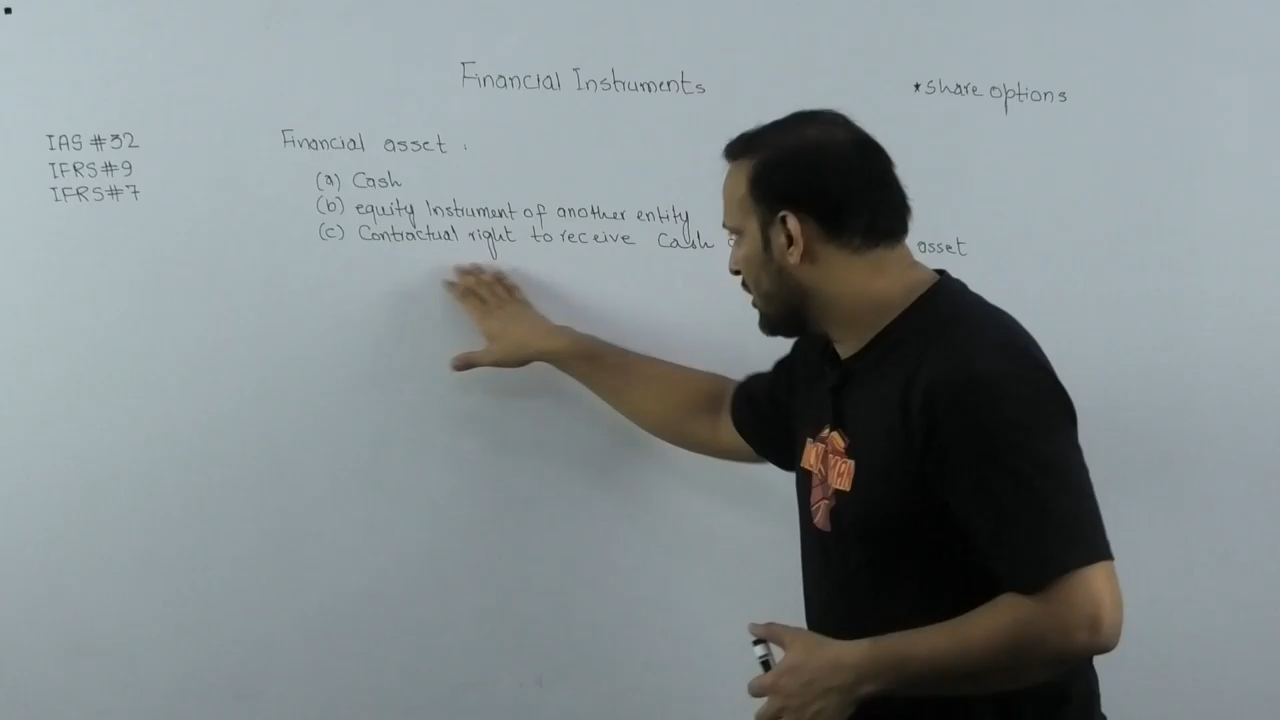 Financial Instruments
*share options
IAS #32
IFRS#9
IFRS#7
Financial asset :
(a) Cash
(b) equity Instrument of another entity
(c) Contractual right to receive Cash asset